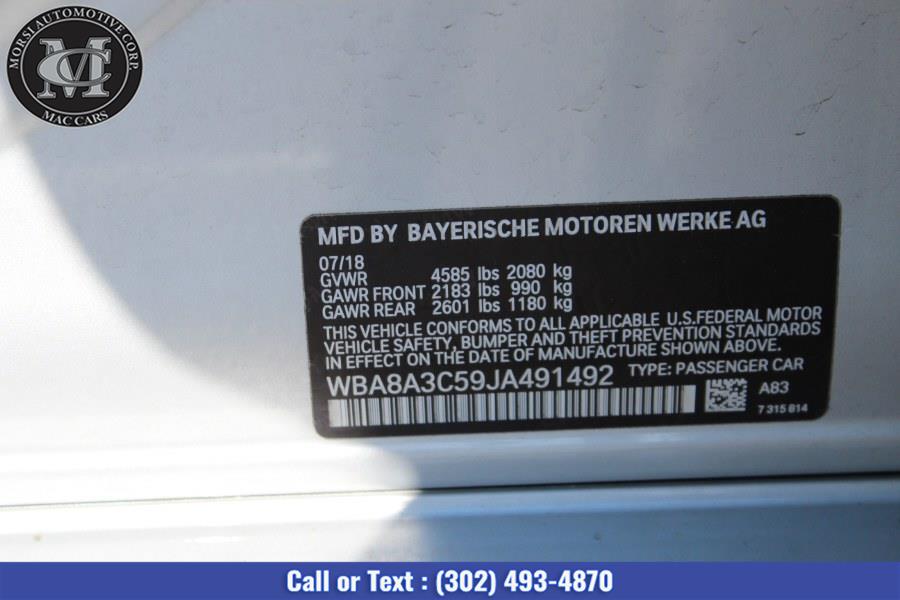 MORSI AUTOMOTIVE CORP.
MC
MAC CARS
MFD BY BAYERISCHE MOTOREN WERKE AG
07/18
GVWR 4585 lbs 2080 kg
GAWR FRONT 2183 lbs 990 kg
GAWR REAR 2601 lbs 1180 kg
THIS VEHICLE CONFORMS TO ALL APPLICABLE U.S.FEDERAL MOTOR
VEHICLE SAFETY, BUMPER AND THEFT PREVENTION STANDARDS
IN EFFECT ON THE DATE OF MANUFACTURE SHOWN ABOVE.
WBA8A3C59JA491492 TYPE: PASSENGER CAR
A83
7 315 814
Call or Text : (302) 493-4870